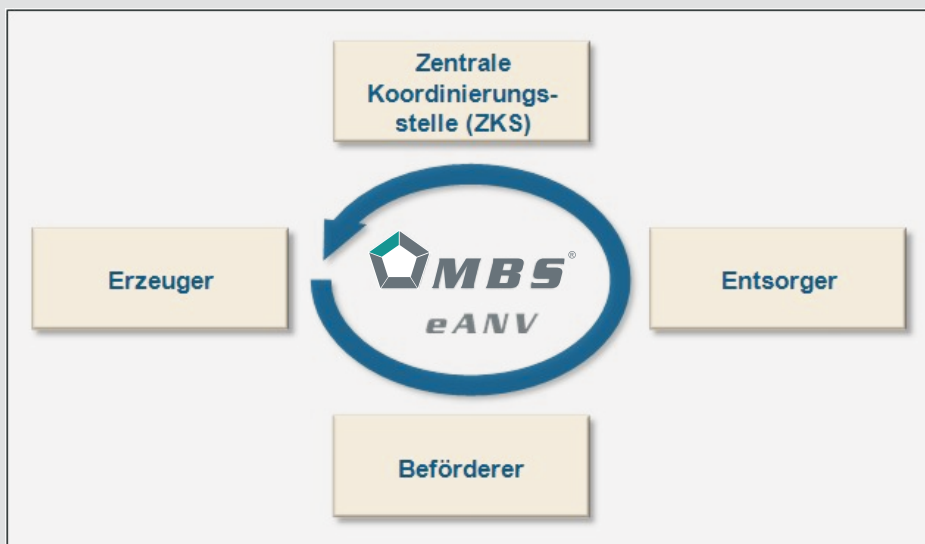 Zentrale
Koordinierungs-
stelle (ZKS)
Erzeuger
MBS®
eANV
Entsorger
Beförderer